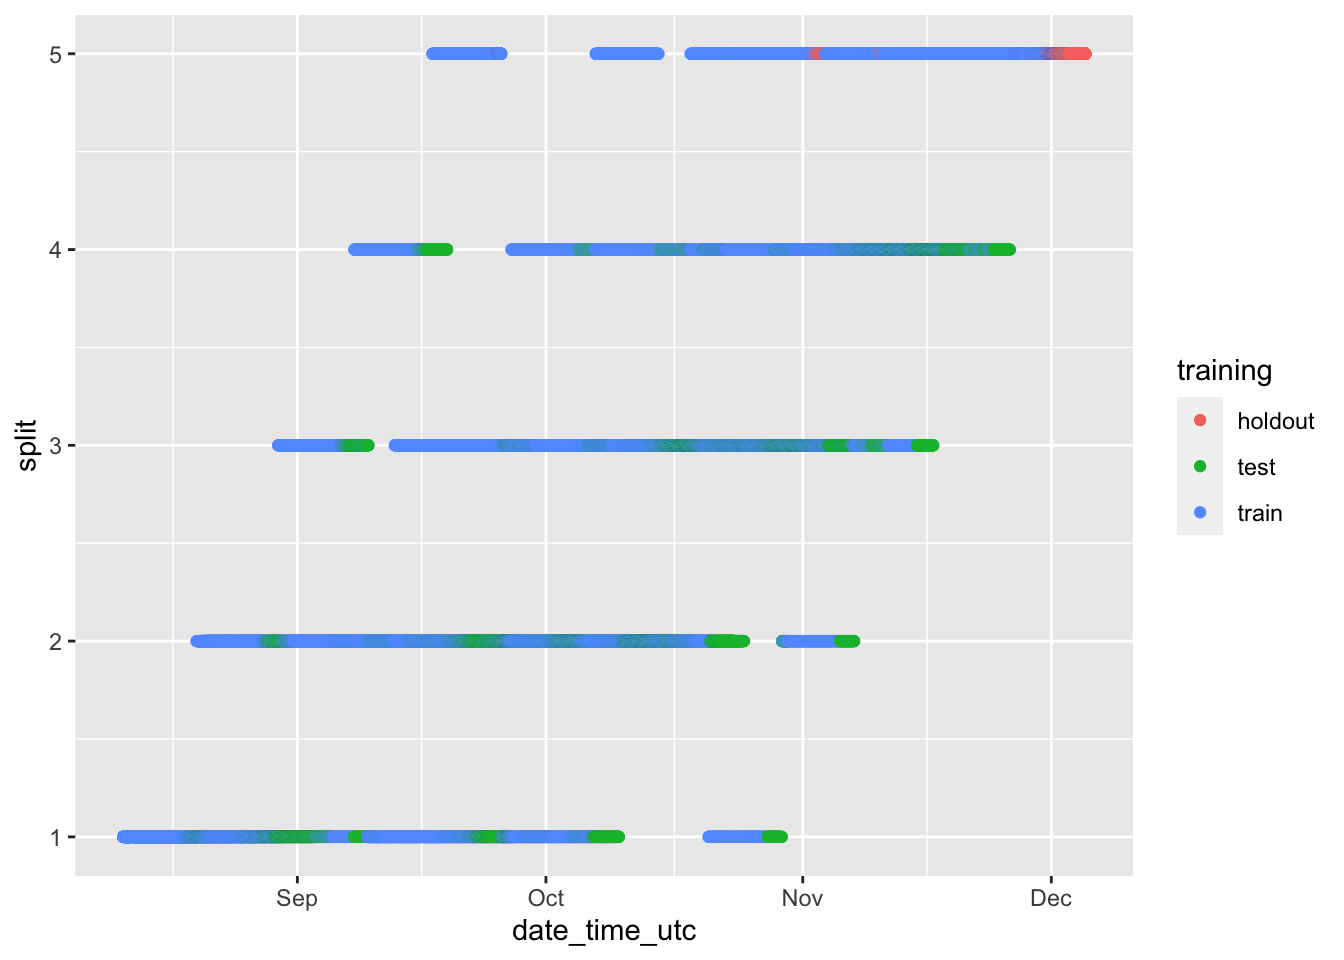 5
4
3
2
1
split
Sep
Oct
Nov
Dec
date_time_utc
training
holdout
test
train